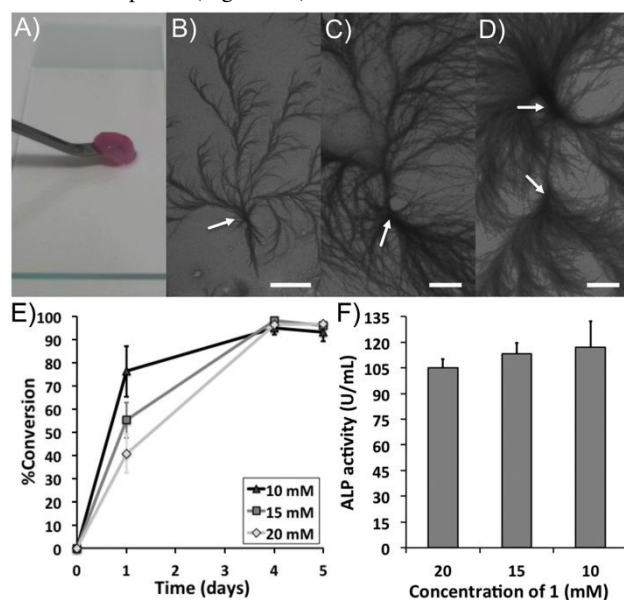 A)
B)
C)
D)
E)
%Conversion
100
90
80
70
60
50
40
30
20
10
0
0
1
2
3
4
5
Time (days)
10 mM
15 mM
20 mM
F)
ALP activity (U/mL)
135
120
105
90
75
60
45
30
15
0
20
15
10
Concentration of 1 (mM)